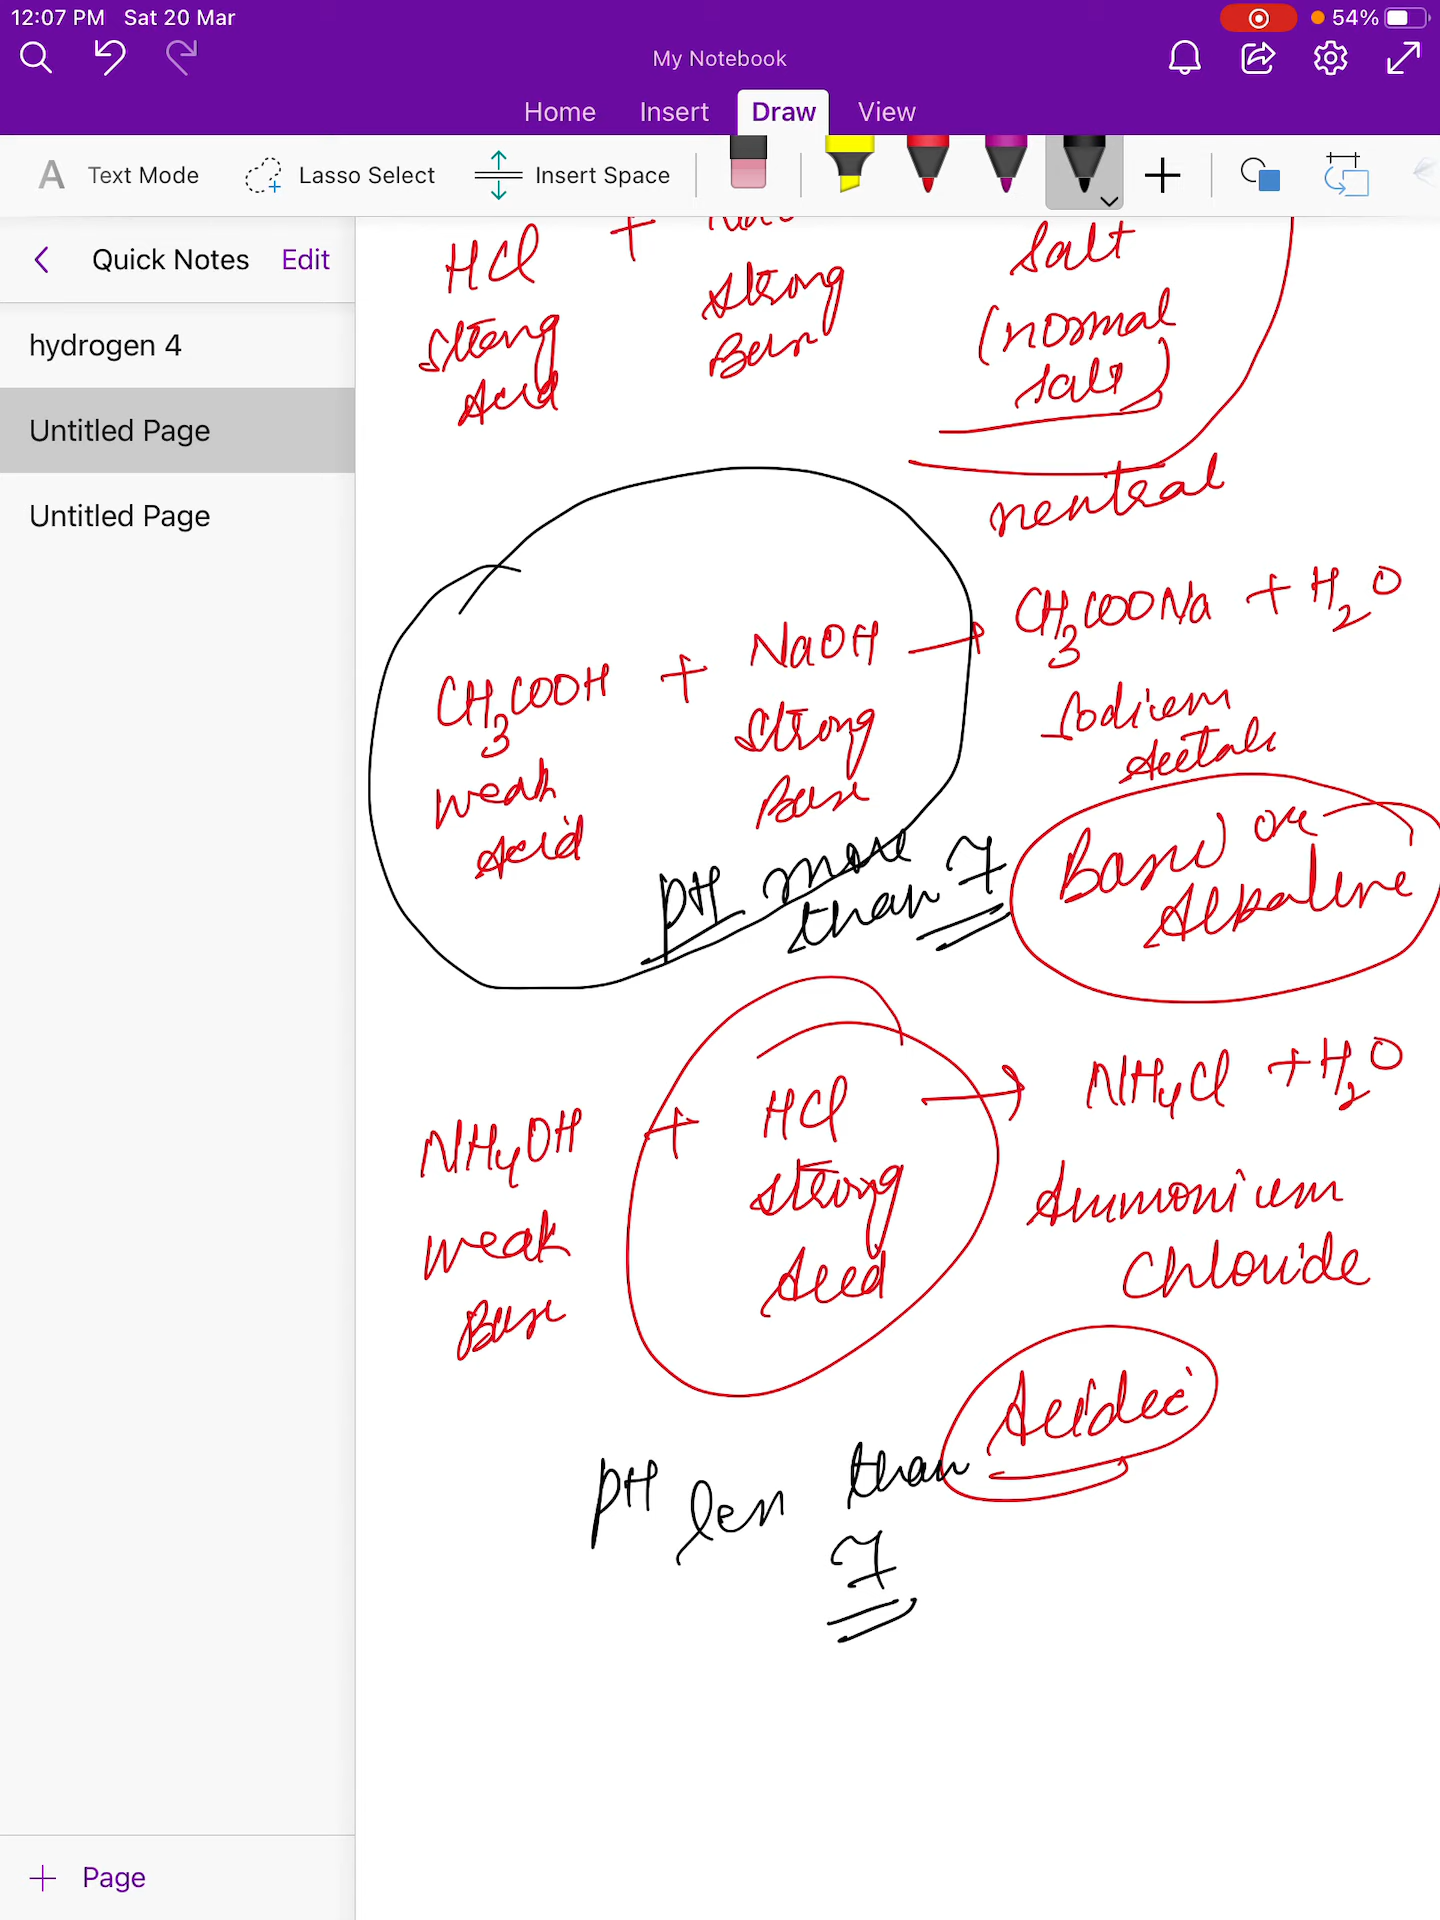 12:07 PM Sat 20 Mar
54%
My Notebook
Home Insert Draw View
Text Mode Lasso Select Insert Space
Quick Notes Edit
hydrogen 4
Untitled Page
Untitled Page
Page
HCl +
Strong Acid
Strong Base
Salt
(normal
salt)
neutral
CH3COOH + NaOH → CH3COONa + H2O
Weak Acid
Strong Base
Sodium
Acetate
pH more
than 7
Basic or
Alkaline
NH4OH + HCl → NH4Cl + H2O
Weak
Base
Strong
Acid
Ammonium
Chloride
Acidic
pH less than
7